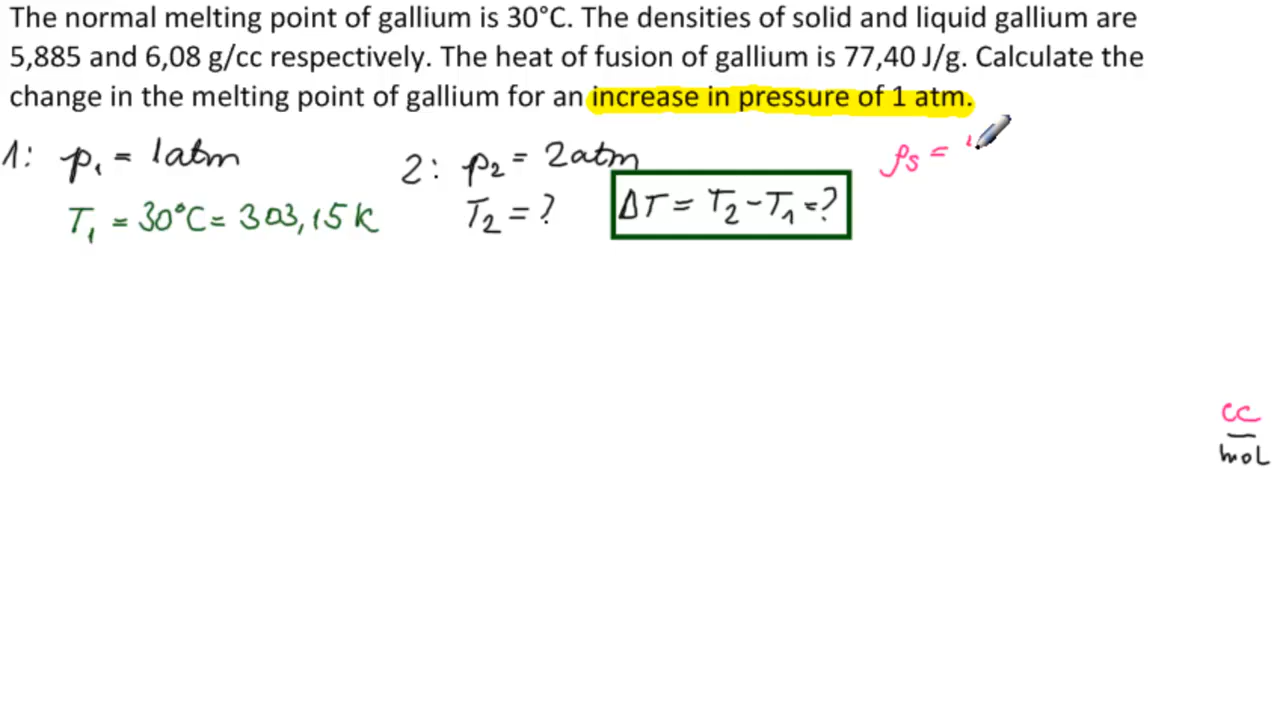 The normal melting point of gallium is 30°C. The densities of solid and liquid gallium are
5,885 and 6,08 g/cc respectively. The heat of fusion of gallium is 77,40 J/g. Calculate the
change in the melting point of gallium for an increase in pressure of 1 atm.
1: p₁ = 1atm 2: p₂ = 2atm ρs =
T₁ = 30°C = 303,15K T₂ = ? ΔT = T₂ - T₁ = ?
cc
mol